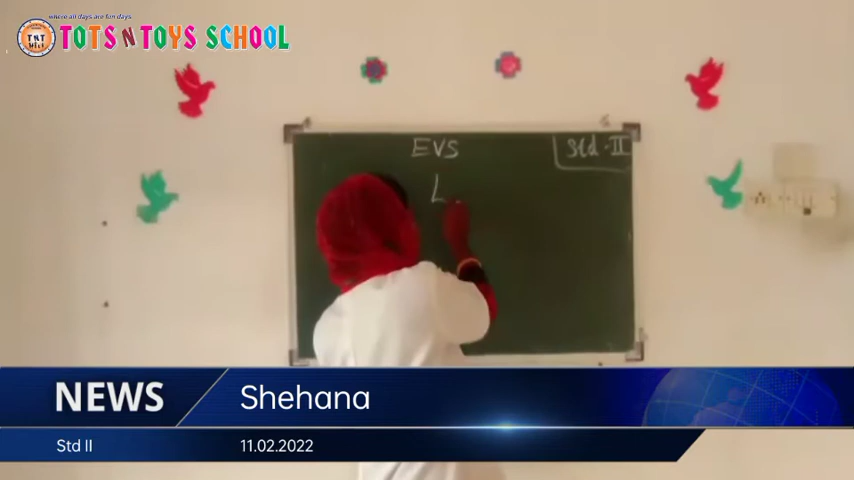 where all days are fun days
TNT
TOTS N TOYS SCHOOL
EVS
Std - II
L
NEWS
Shehana
Std II
11.02.2022